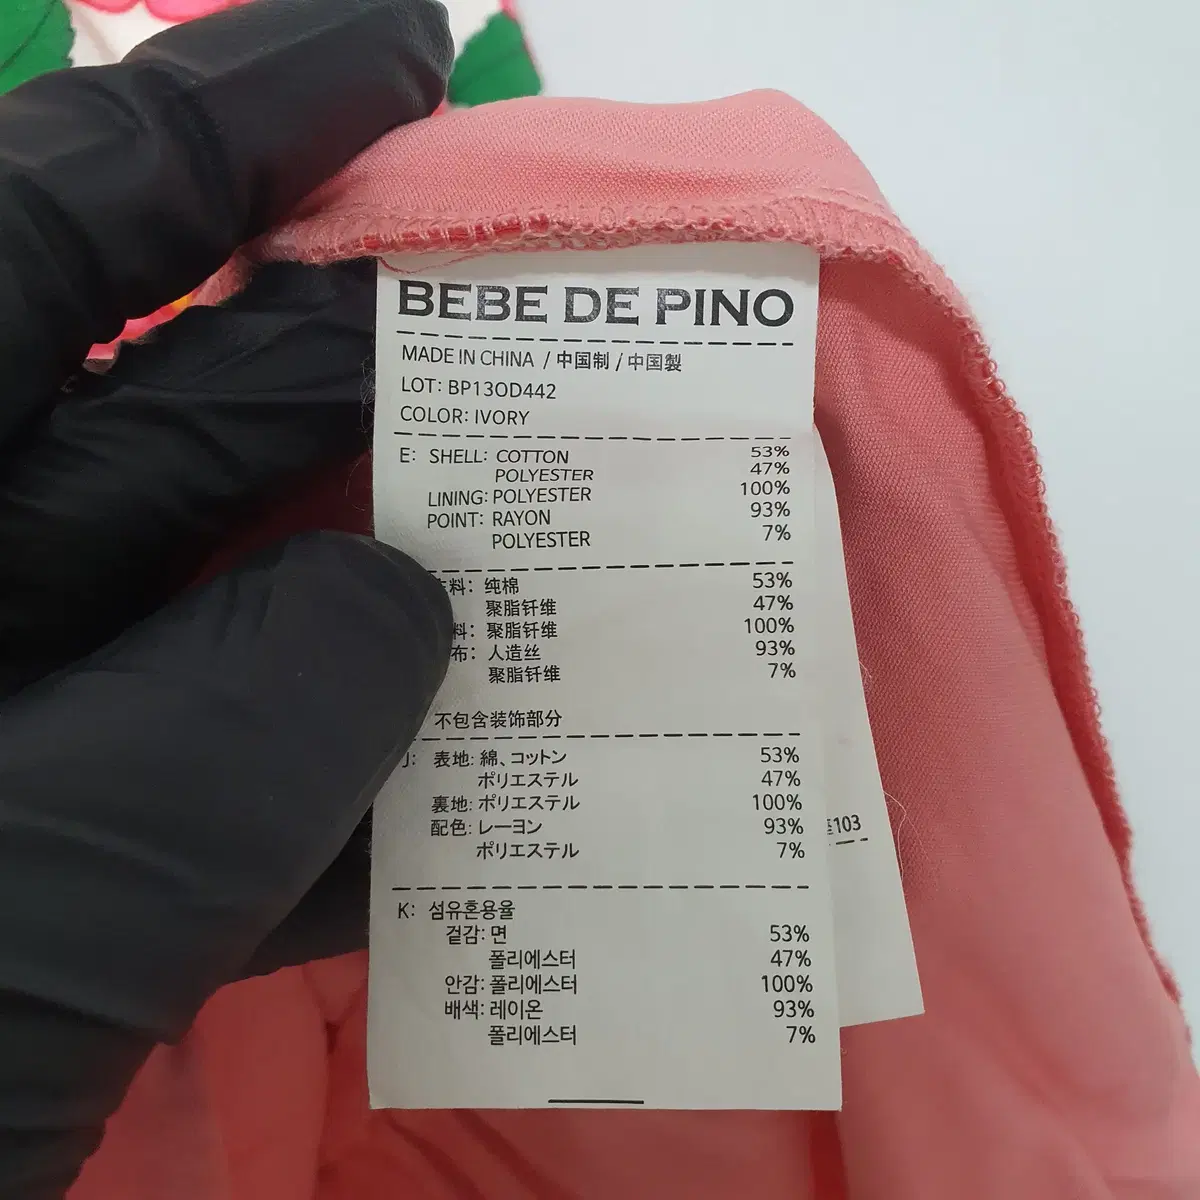 BEBE DE PINO
MADE IN CHINA / 中国制 / 中国製
LOT: BP13OD442
COLOR: IVORY
E: SHELL: COTTON 53%
POLYESTER 47%
LINING: POLYESTER 100%
POINT: RAYON 93%
POLYESTER 7%
料: 纯棉 53%
聚脂钎维 47%
料: 聚脂钎维 100%
布: 人造丝 93%
聚脂钎维 7%
不包含装饰部分
J: 表地: 綿、コットン 53%
ポリエステル 47%
裏地: ポリエステル 100%
配色: レーヨン 93%
ポリエステル 7%
103
K: 섬유혼용율
겉감: 면 53%
폴리에스터 47%
안감: 폴리에스터 100%
배색: 레이온 93%
폴리에스터 7%